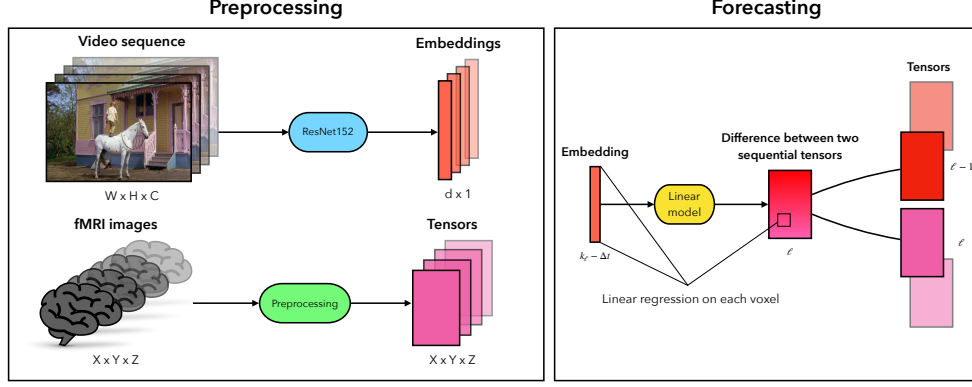 Preprocessing
Video sequence
Embeddings
ResNet152
W x H x C
d x 1
fMRI images
Tensors
Preprocessing
X x Y x Z
X x Y x Z
Forecasting
Tensors
Difference between two
sequential tensors
Embedding
Linear
model
ℓ − 1
ℓ
kℓ − Δt
ℓ
Linear regression on each voxel